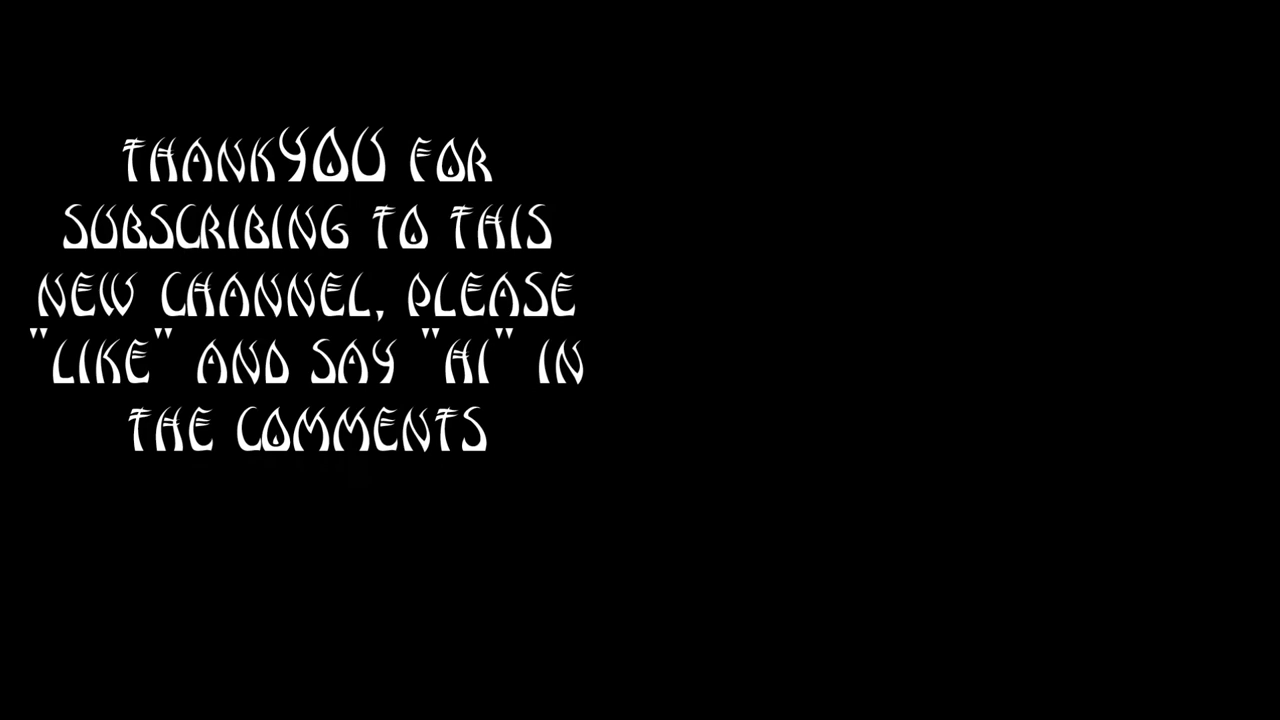 thankYOU for
subscribing to this
new channel, please
"like" and say "hi" in
the comments